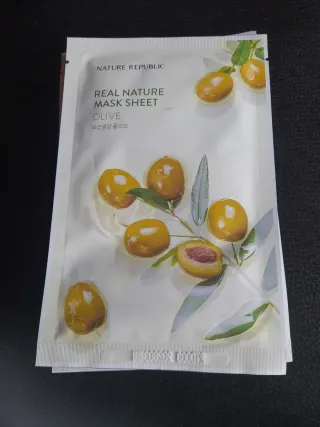 NATURE REPUBLIC
REAL NATURE
MASK SHEET
OLIVE